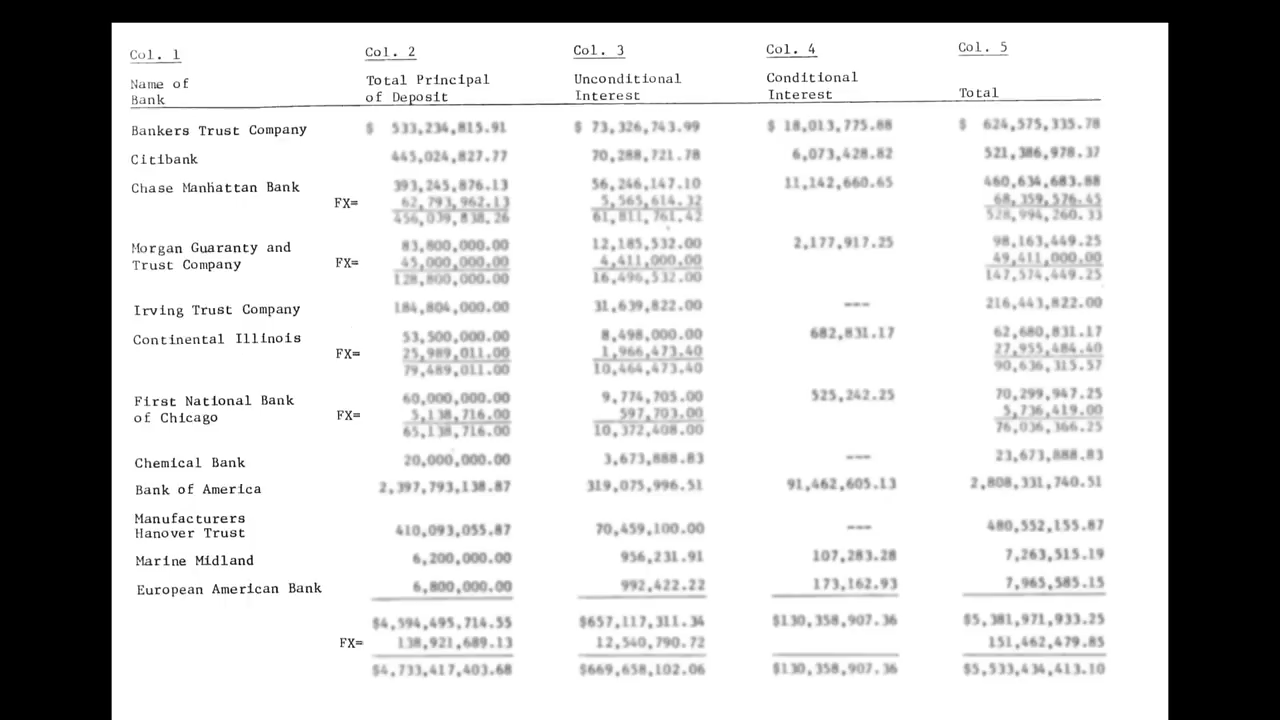 Col. 1 Col. 2 Col. 3 Col. 4 Col. 5
Name of Total Principal Unconditional Conditional
Bank of Deposit Interest Interest Total
Bankers Trust Company $ 533,234,815.91 $ 73,326,743.99 $ 18,013,775.88 $ 624,575,335.78
Citibank 445,024,827.77 70,288,721.78 6,073,428.82 521,386,978.37
Chase Manhattan Bank 393,245,876.13 56,246,147.10 11,142,660.65 460,634,683.88
FX= 62,793,962.13 5,565,614.32 68,359,576.45
456,039,838.26 61,811,761.42 528,994,260.33
Morgan Guaranty and 83,800,000.00 12,185,532.00 2,177,917.25 98,163,449.25
Trust Company FX= 45,000,000.00 4,411,000.00 49,411,000.00
128,800,000.00 16,496,532.00 147,574,449.25
Irving Trust Company 184,804,000.00 31,639,822.00 --- 216,443,822.00
Continental Illinois 53,500,000.00 8,498,000.00 682,831.17 62,680,831.17
FX= 25,989,011.00 1,966,473.40 27,955,484.40
79,489,011.00 10,464,473.40 90,636,315.57
First National Bank 60,000,000.00 9,774,705.00 525,242.25 70,299,947.25
of Chicago FX= 5,138,716.00 597,703.00 5,736,419.00
65,138,716.00 10,372,408.00 76,036,366.25
Chemical Bank 20,000,000.00 3,673,888.83 --- 23,673,888.83
Bank of America 2,397,793,138.87 319,075,996.51 91,462,605.13 2,808,331,740.51
Manufacturers
Hanover Trust 410,093,055.87 70,459,100.00 --- 480,552,155.87
Marine Midland 6,200,000.00 956,231.91 107,283.28 7,263,515.19
European American Bank 6,800,000.00 992,422.22 173,162.93 7,965,585.15
$4,594,495,714.55 $657,117,311.34 $130,358,907.36 $5,381,971,933.25
FX= 138,921,689.13 12,540,790.72 151,462,479.85
$4,733,417,403.68 $669,658,102.06 $130,358,907.36 $5,533,434,413.10